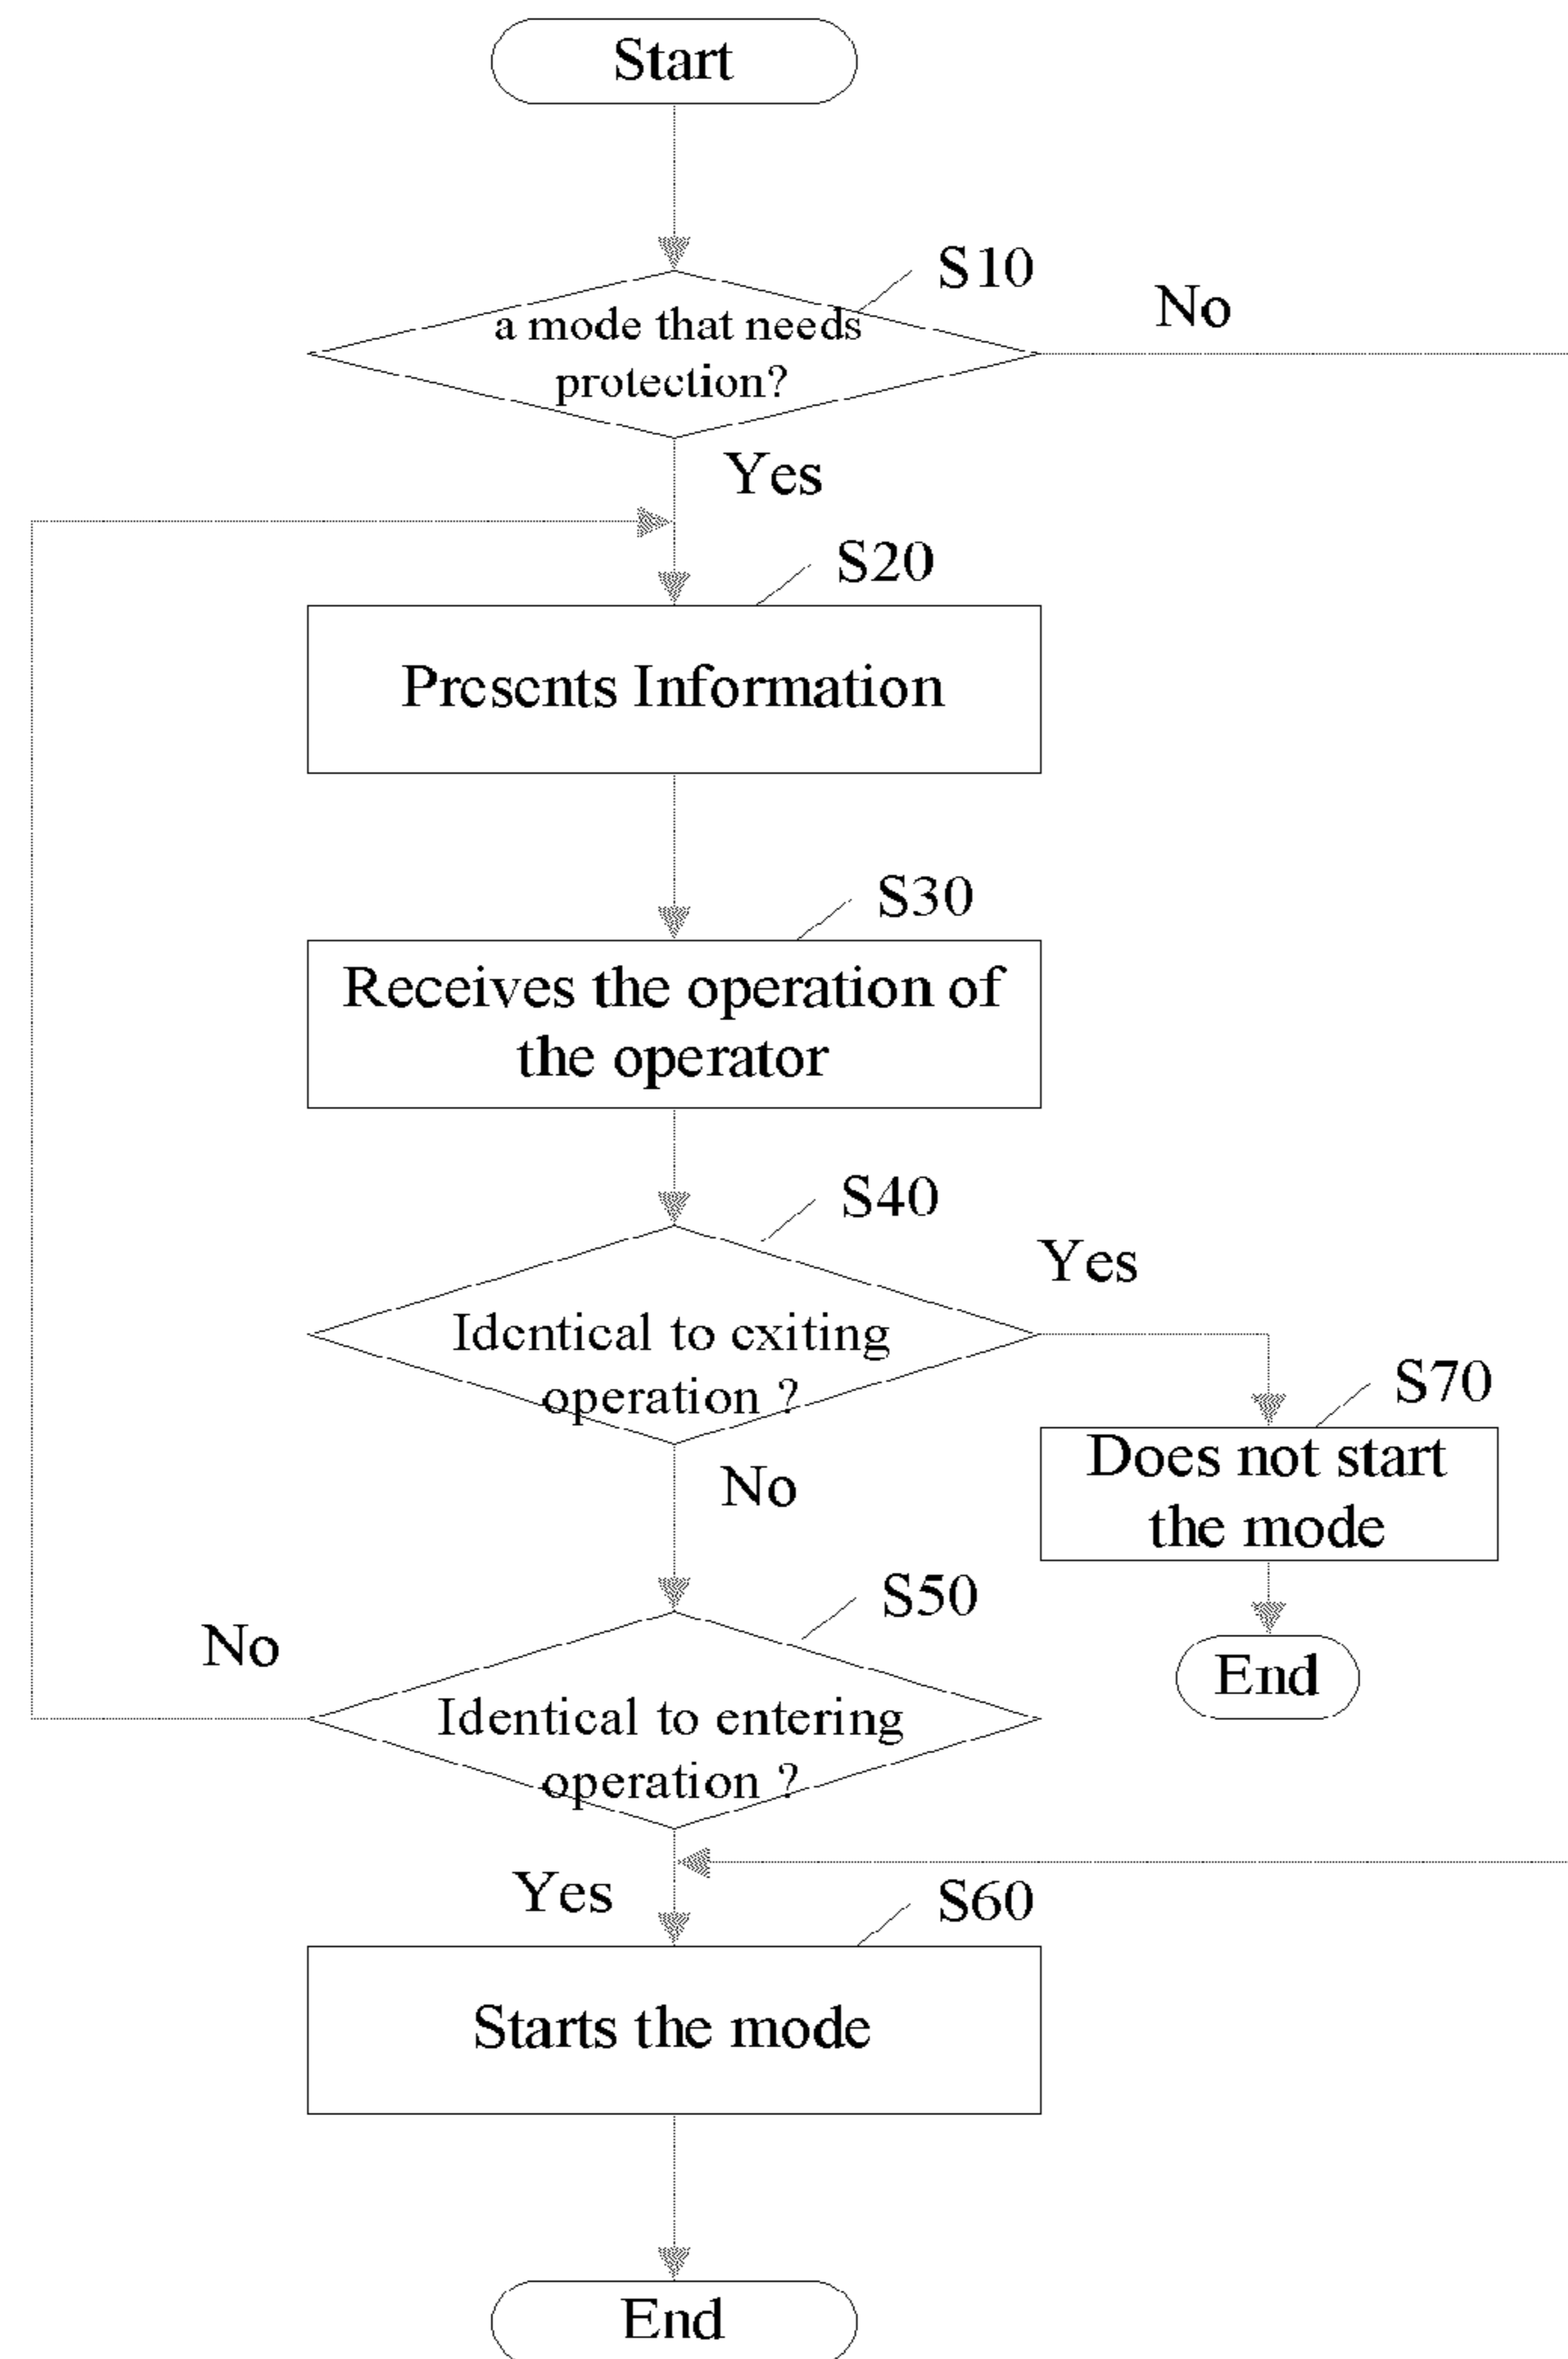 Start
S10
No
a mode that needs
protection?
Yes
S20
Presents Information
S30
Receives the operation of
the operator
S40
Yes
Identical to exiting
operation ?
S70
Does not start
the mode
No
S50
No
End
Identical to entering
operation ?
Yes
S60
Starts the mode
End